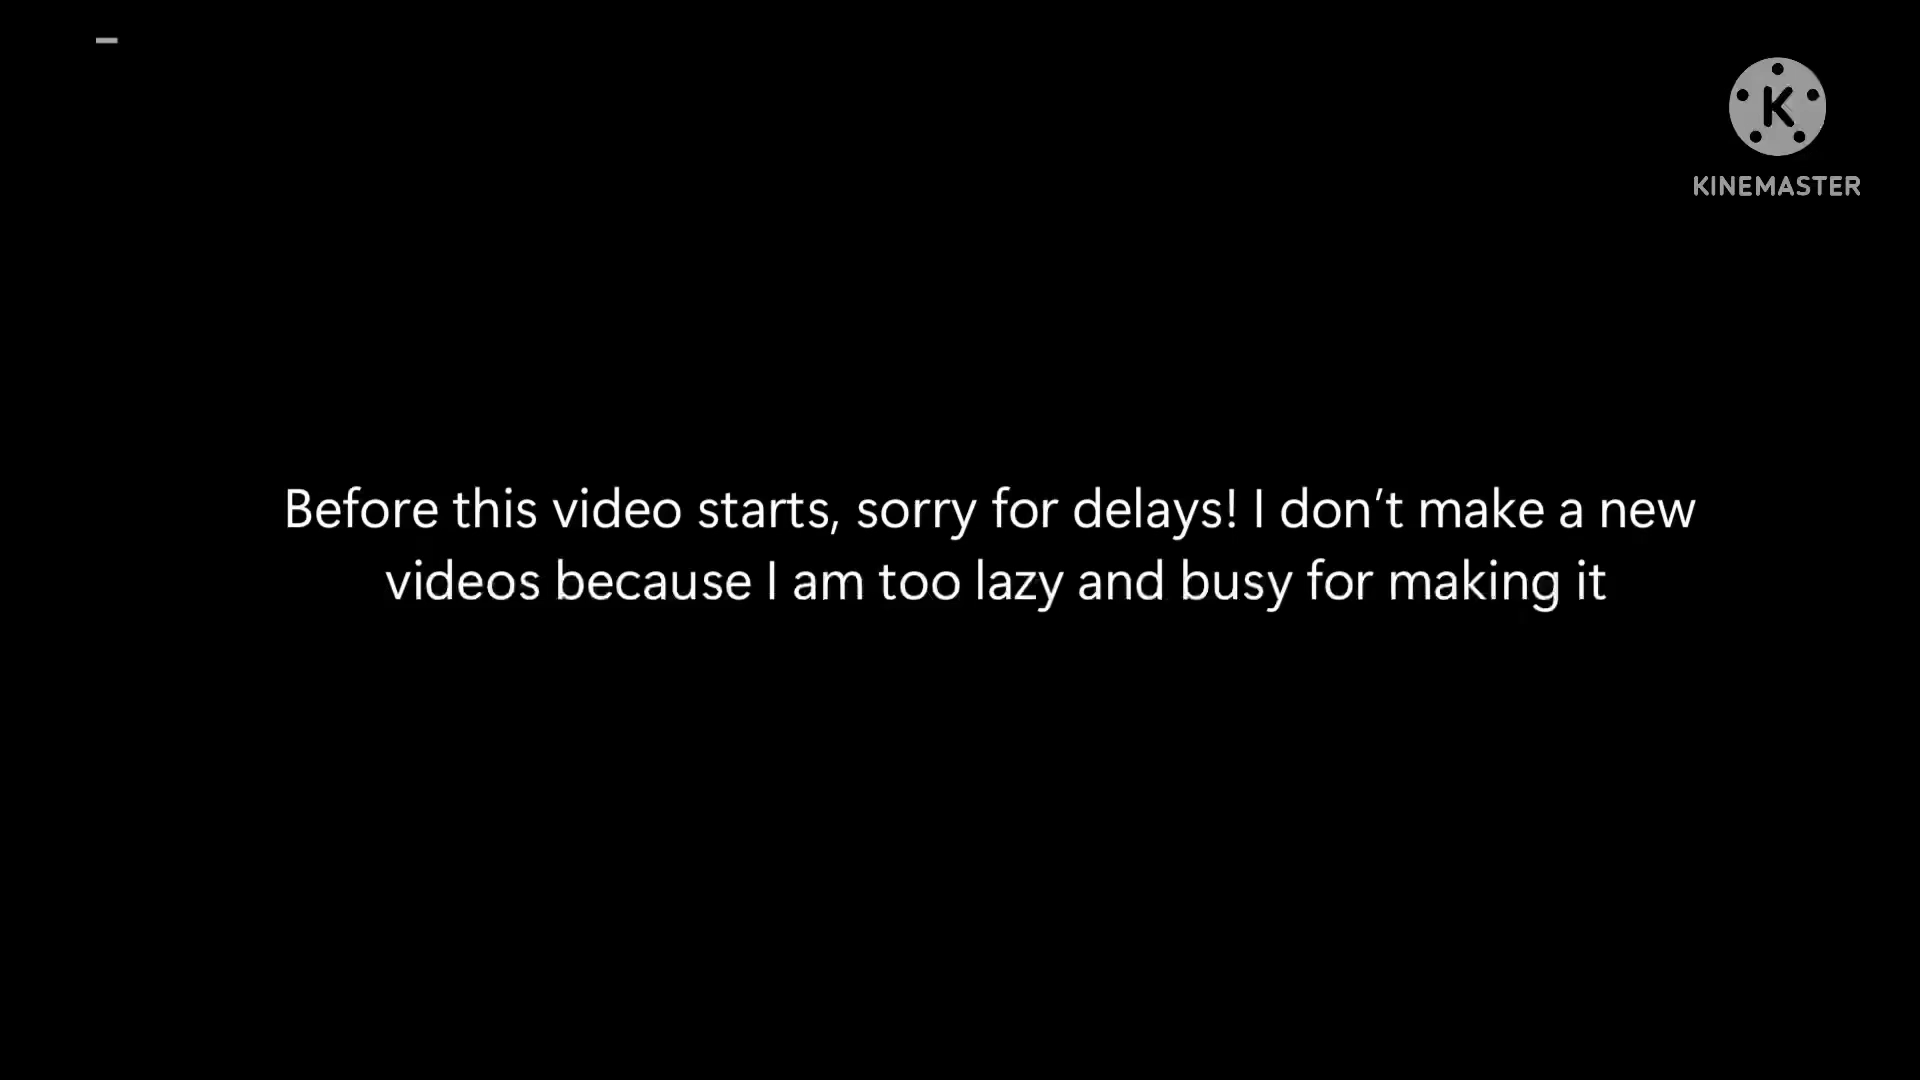 K
KINEMASTER
Before this video starts, sorry for delays! I don’t make a new
videos because I am too lazy and busy for making it